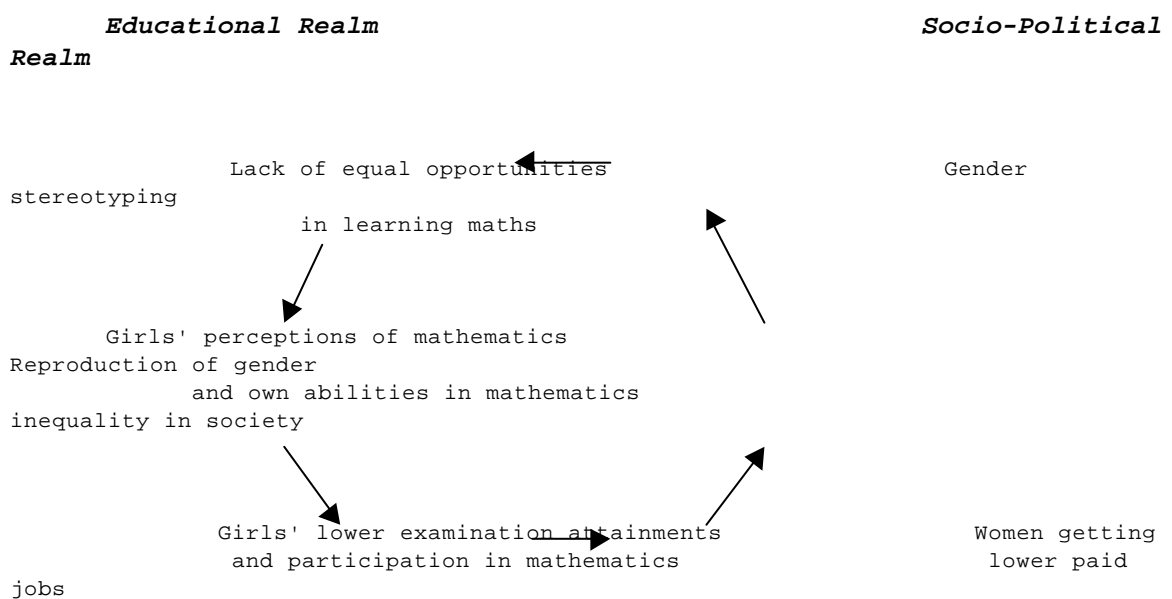 Educational Realm Socio-Political
Realm
Lack of equal opportunities Gender
stereotyping
in learning maths
Girls' perceptions of mathematics
Reproduction of gender
and own abilities in mathematics
inequality in society
Girls' lower examination attainments Women getting
and participation in mathematics lower paid
jobs